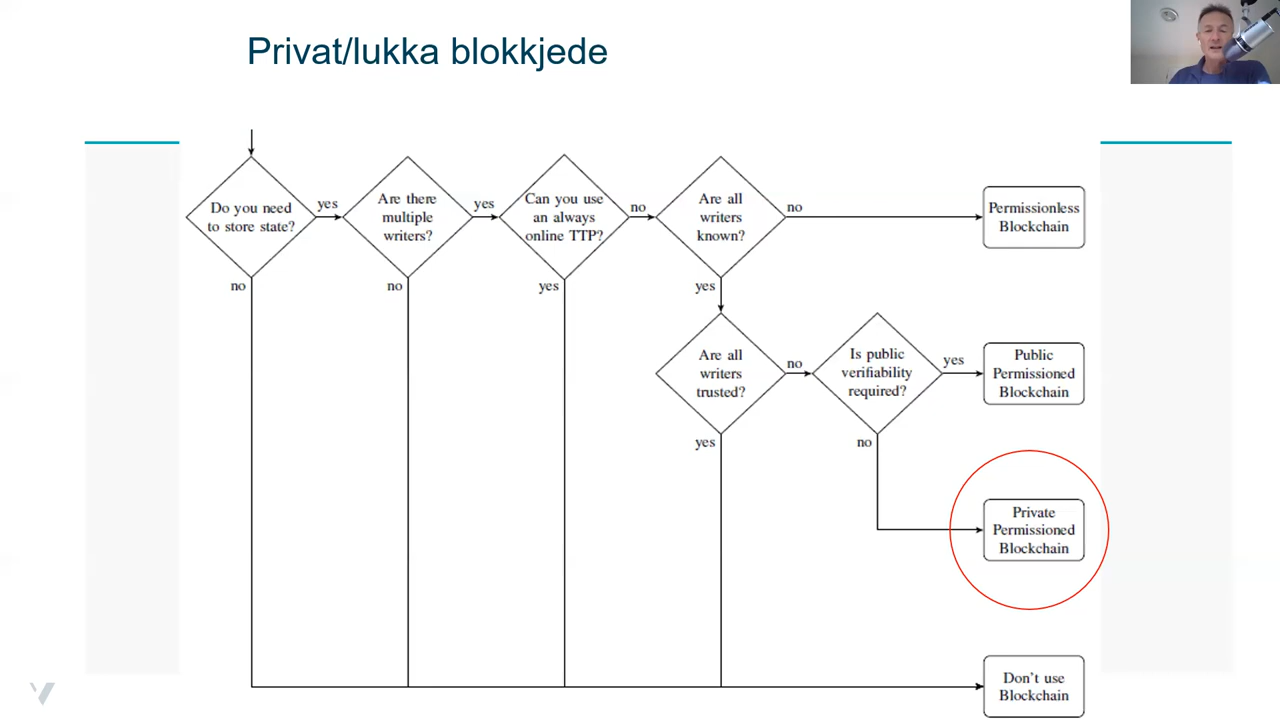 Privat/lukka blokkjede
Do you need
to store state?
yes
no
Are there
multiple
writers?
yes
no
Can you use
an always
online TTP?
no
yes
Are all
writers
known?
no
yes
Permissionless
Blockchain
Are all
writers
trusted?
no
yes
Is public
verifiability
required?
yes
no
Public
Permissioned
Blockchain
Private
Permissioned
Blockchain
Don't use
Blockchain